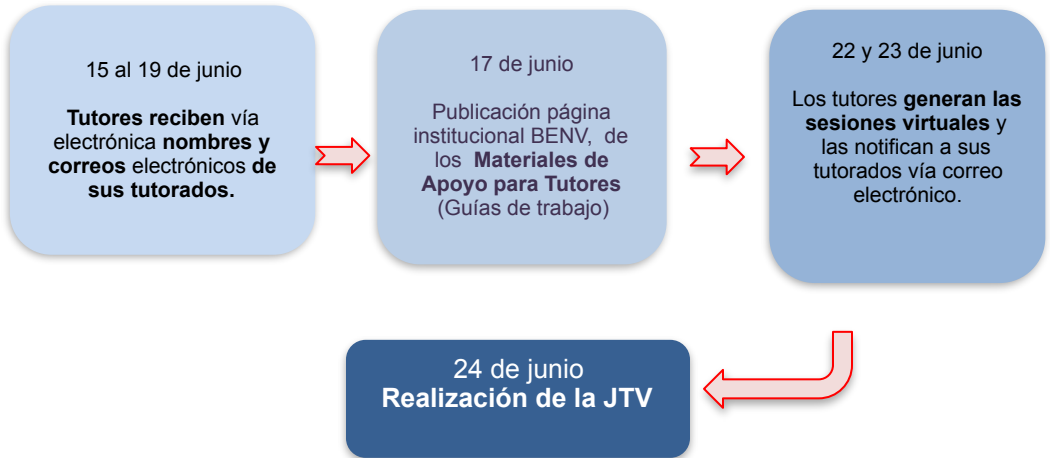 15 al 19 de junio
Tutores reciben vía
electrónica nombres y
correos electrónicos de
sus tutorados.
17 de junio
Publicación página
institucional BENV, de
los Materiales de
Apoyo para Tutores
(Guías de trabajo)
22 y 23 de junio
Los tutores generan las
sesiones virtuales y
las notifican a sus
tutorados vía correo
electrónico.
24 de junio
Realización de la JTV